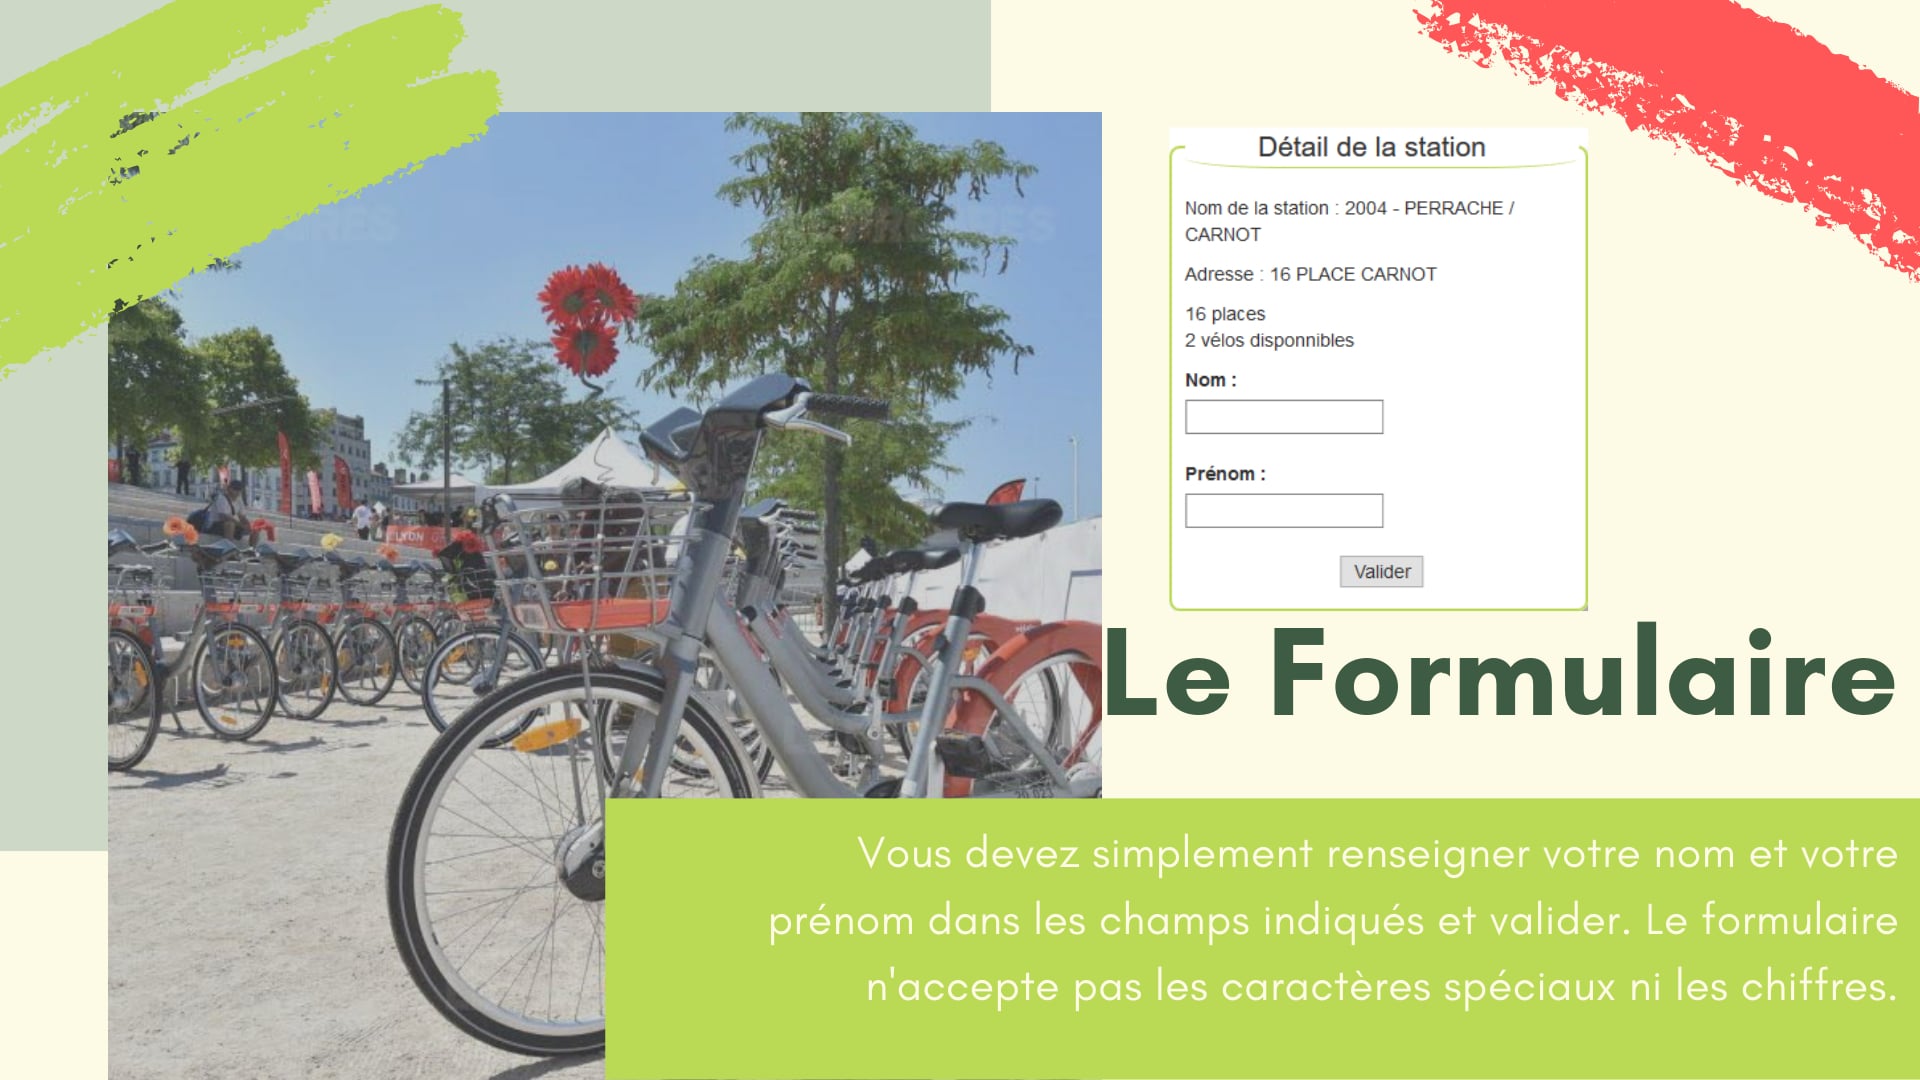 Détail de la station
Nom de la station : 2004 - PERRACHE /
CARNOT
Adresse : 16 PLACE CARNOT
16 places
2 vélos disponnibles
Nom :
Prénom :
Valider
LYON
Le Formulaire
Vous devez simplement renseigner votre nom et votre
prénom dans les champs indiqués et valider. Le formulaire
n'accepte pas les caractères spéciaux ni les chiffres.